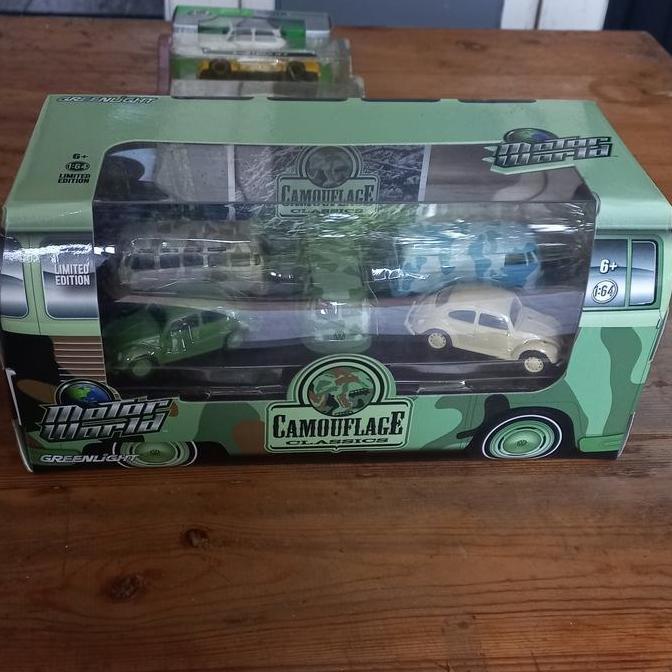 GREENLIGHT
6+
1:64
LIMITED
EDITION
Motor
World
CAMOUFLAGE
CLASSICS
LIMITED
EDITION
6+
1:64
Motor
World
GREENLIGHT
CAMOUFLAGE
CLASSICS